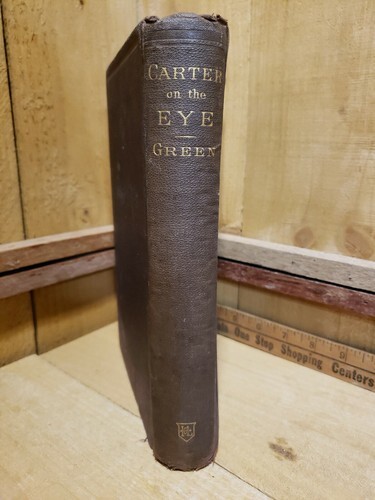 CARTER
on the
EYE
GREEN
One Stop Shopping Centers